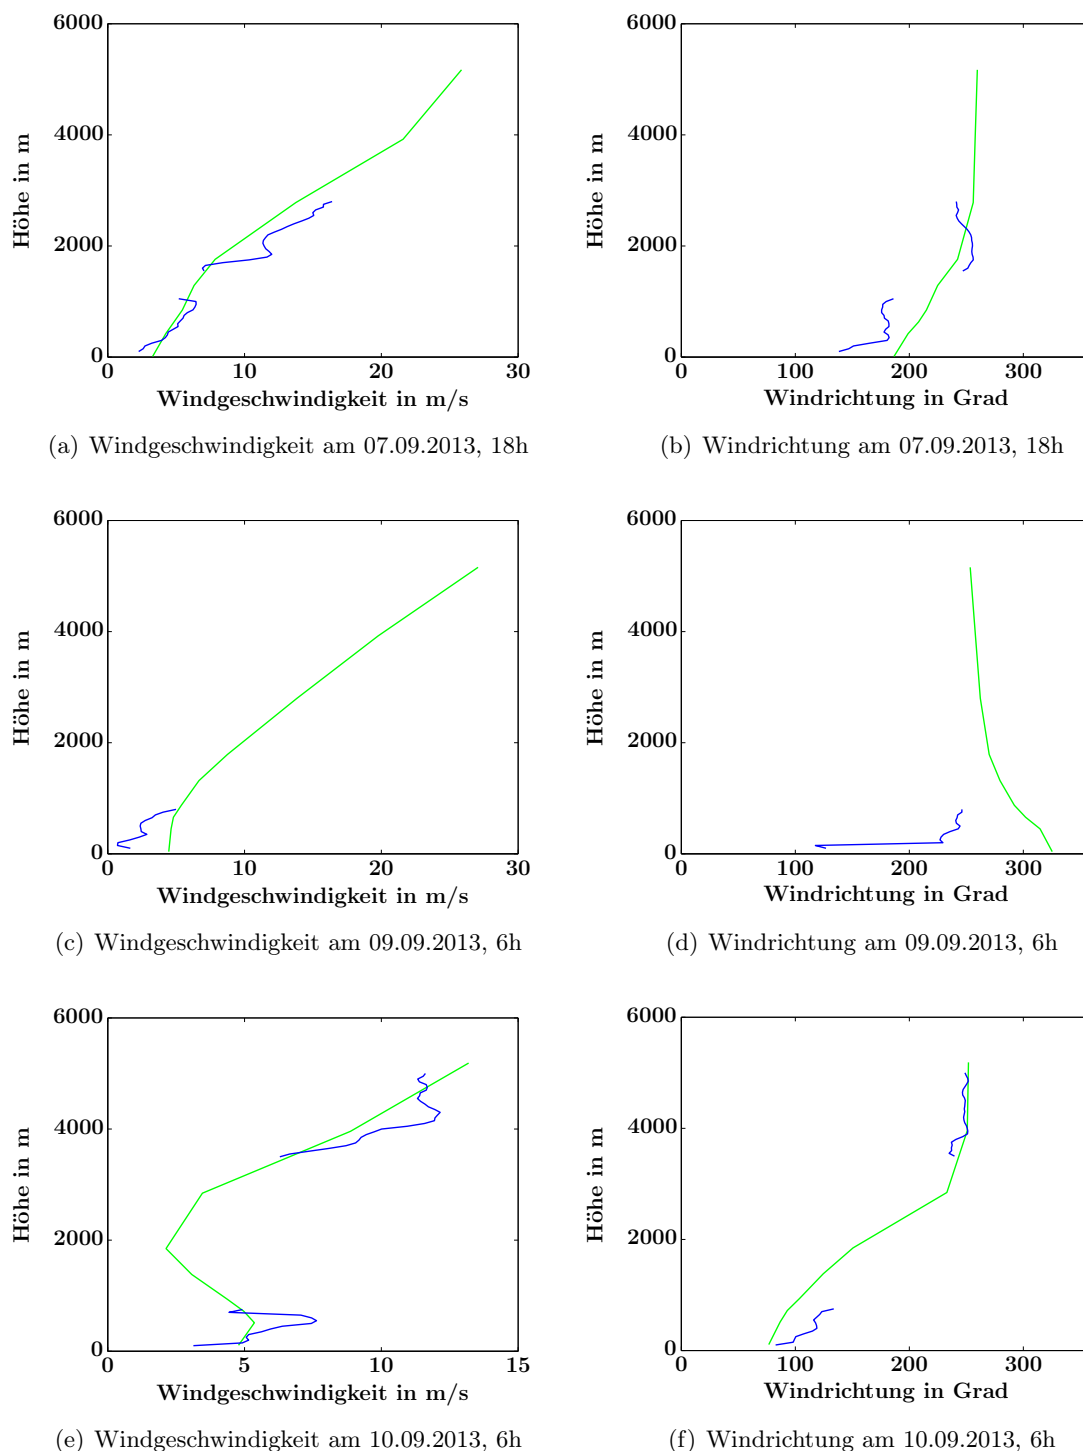 6000
4000
2000
0
Höhe in m
0 10 20 30
Windgeschwindigkeit in m/s
(a) Windgeschwindigkeit am 07.09.2013, 18h
6000
4000
2000
0
Höhe in m
0 100 200 300
Windrichtung in Grad
(b) Windrichtung am 07.09.2013, 18h
6000
4000
2000
0
Höhe in m
0 10 20 30
Windgeschwindigkeit in m/s
(c) Windgeschwindigkeit am 09.09.2013, 6h
6000
4000
2000
0
Höhe in m
0 100 200 300
Windrichtung in Grad
(d) Windrichtung am 09.09.2013, 6h
6000
4000
2000
0
Höhe in m
0 5 10 15
Windgeschwindigkeit in m/s
(e) Windgeschwindigkeit am 10.09.2013, 6h
6000
4000
2000
0
Höhe in m
0 100 200 300
Windrichtung in Grad
(f) Windrichtung am 10.09.2013, 6h